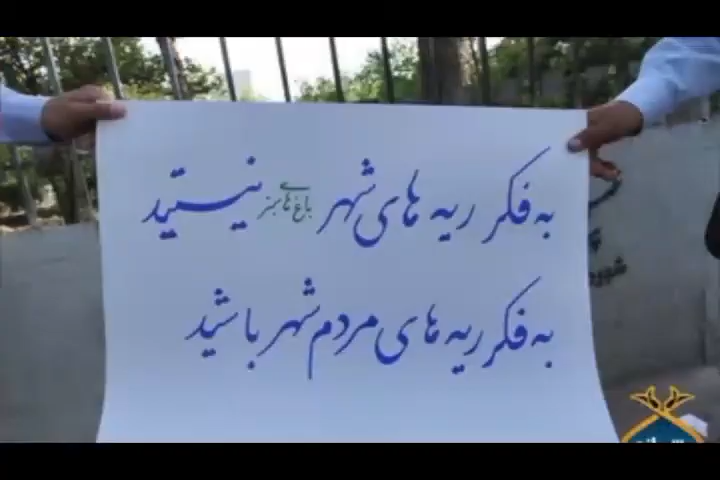 به فکر ریه های شهر باغ های سبز نیستید
به فکر ریه های مردم شهر باشید